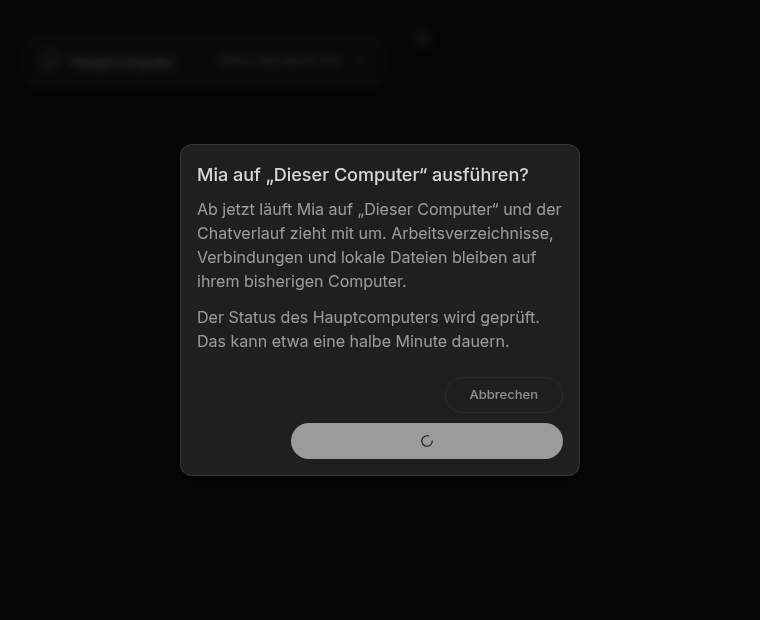 Mia auf „Dieser Computer“ ausführen?
Ab jetzt läuft Mia auf „Dieser Computer“ und der
Chatverlauf zieht mit um. Arbeitsverzeichnisse,
Verbindungen und lokale Dateien bleiben auf
ihrem bisherigen Computer.
Der Status des Hauptcomputers wird geprüft.
Das kann etwa eine halbe Minute dauern.
Abbrechen